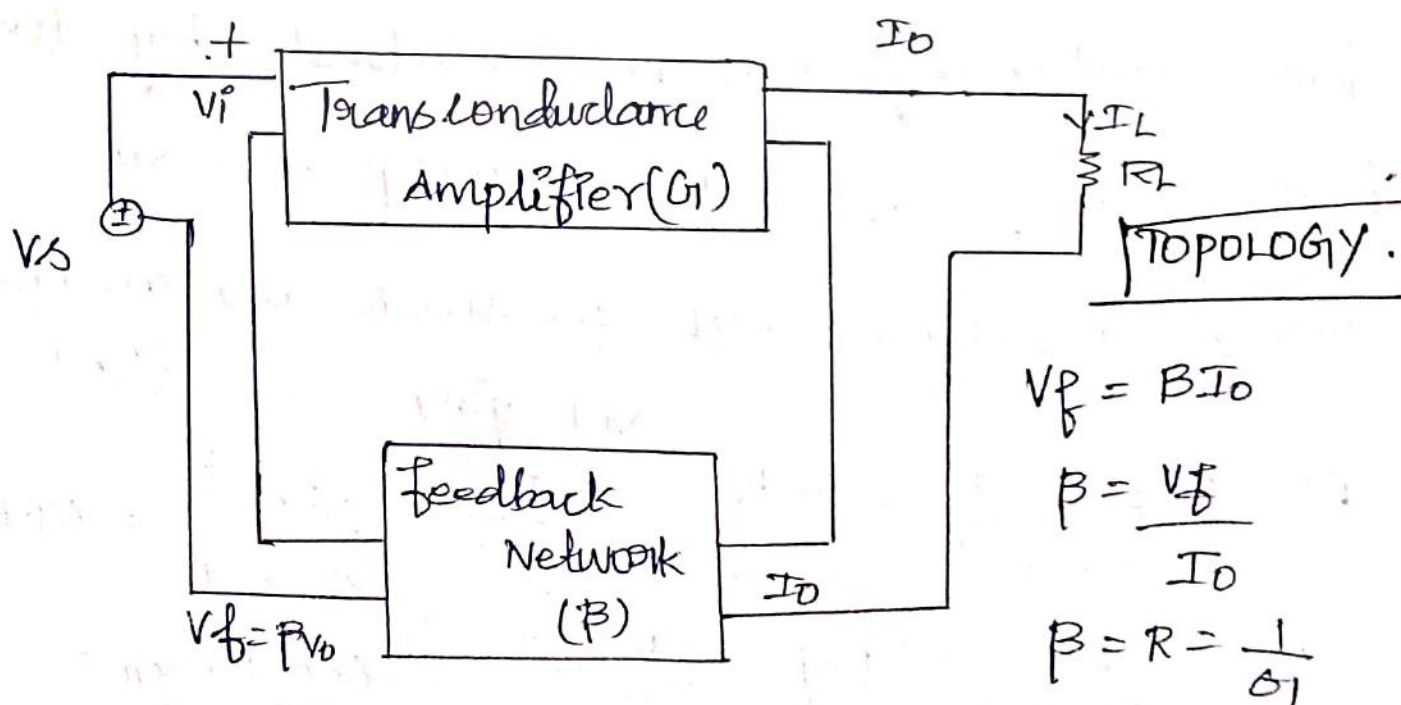 +
Vi
Transconductance
Amplifier (G)
IO
IL
RL
VS
±
TOPOLOGY.
Feedback
Network
(β)
IO
Vf = βVo
Vf = βIO
β = Vf
IO
β = R = 1
G